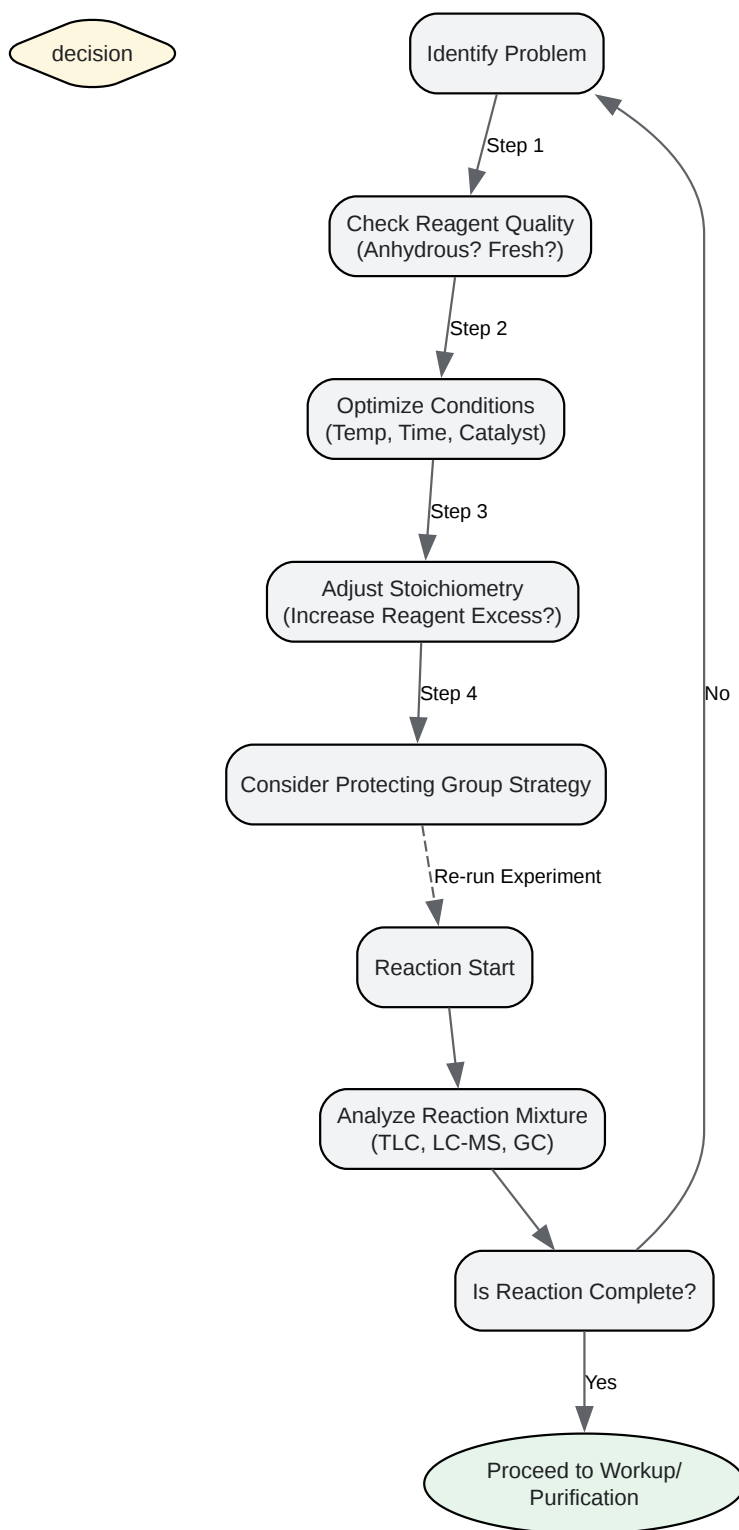 decision
Identify Problem
Step 1
Check Reagent Quality
(Anhydrous? Fresh?)
Step 2
Optimize Conditions
(Temp, Time, Catalyst)
Step 3
Adjust Stoichiometry
(Increase Reagent Excess?)
Step 4
No
Consider Protecting Group Strategy
Re-run Experiment
Reaction Start
Analyze Reaction Mixture
(TLC, LC-MS, GC)
Is Reaction Complete?
Yes
Proceed to Workup/
Purification